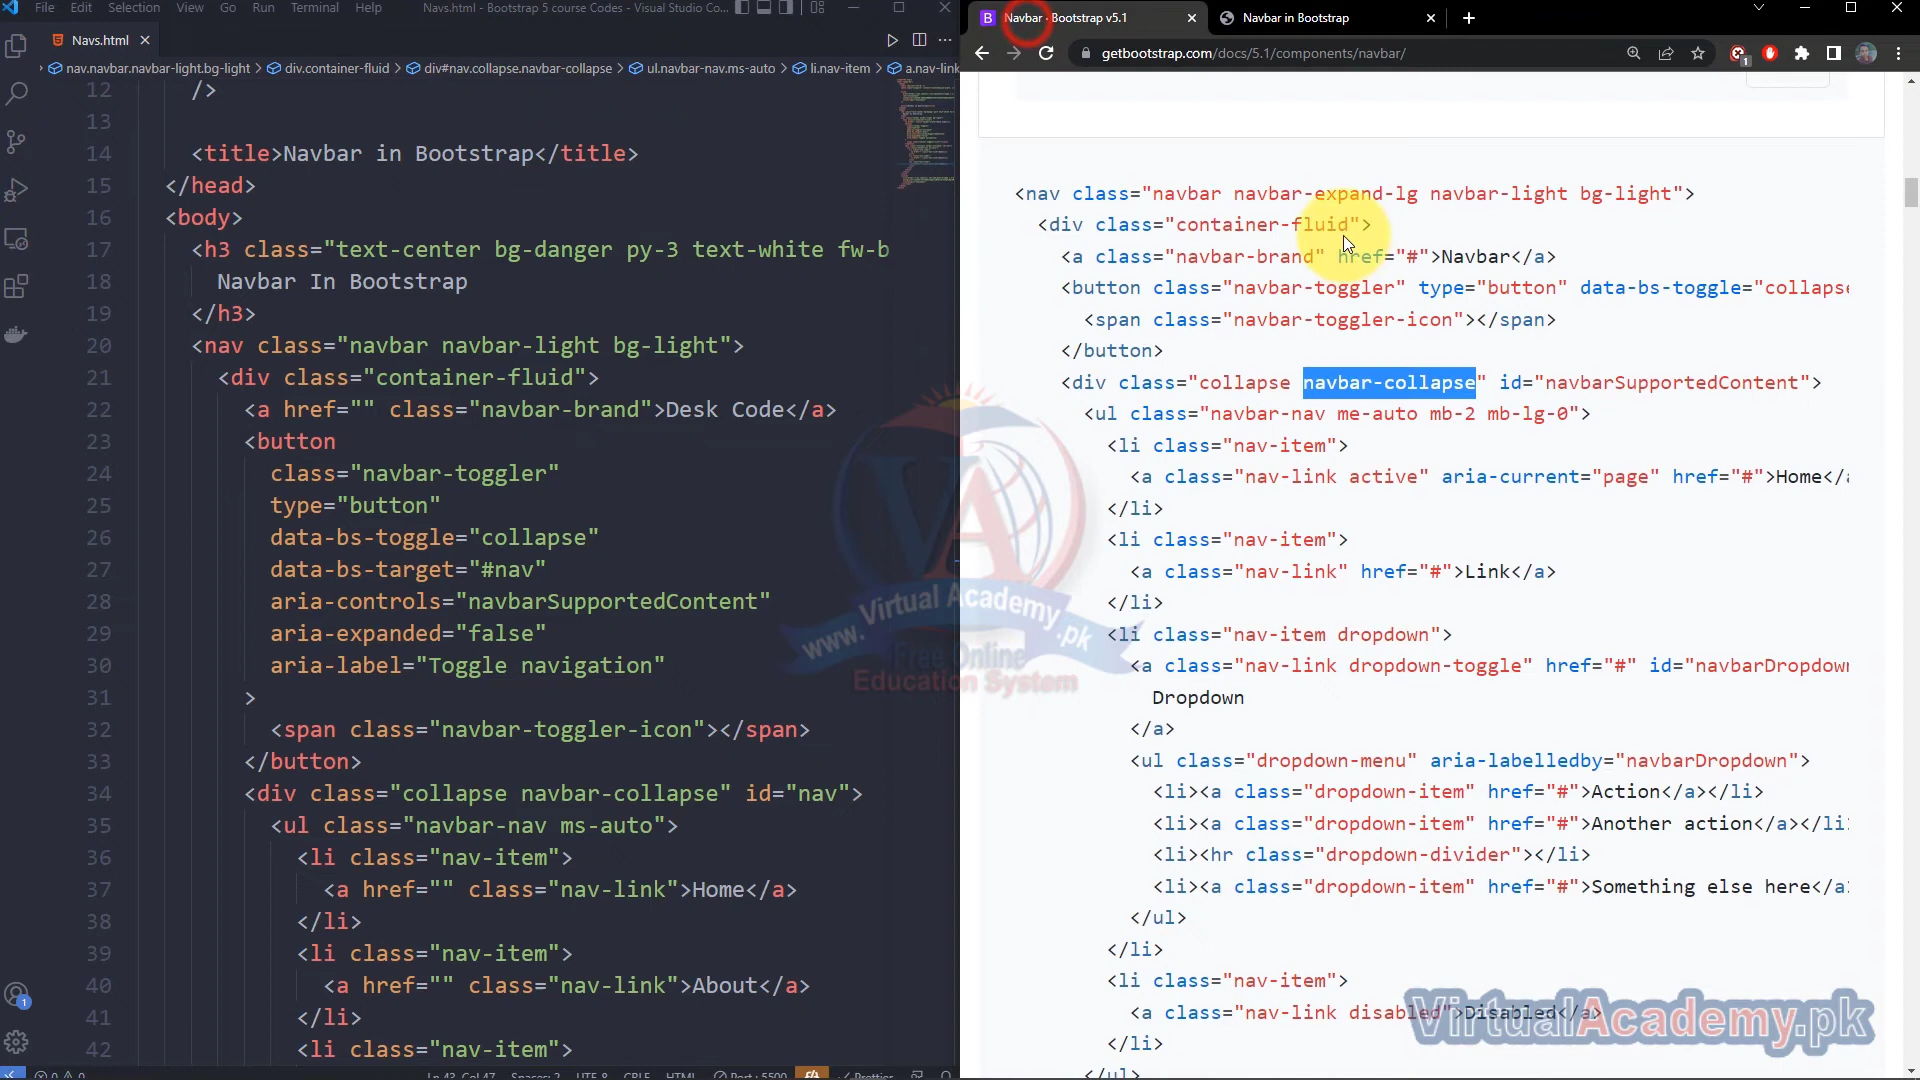 File Edit Selection View Go Run Terminal Help Navs.html - Bootstrap 5 course Codes - Visual Studio Co...
Navs.html
nav.navbar.navbar-light.bg-light > div.container-fluid > div#nav.collapse.navbar-collapse > ul.navbar-nav.ms-auto > li.nav-item > a.nav-link
12 />
13
14 <title>Navbar in Bootstrap</title>
15 </head>
16 <body>
17 <h3 class="text-center bg-danger py-3 text-white fw-b
18 Navbar In Bootstrap
19 </h3>
20 <nav class="navbar navbar-light bg-light">
21 <div class="container-fluid">
22 <a href="" class="navbar-brand">Desk Code</a>
23 <button
24 class="navbar-toggler"
25 type="button"
26 data-bs-toggle="collapse"
27 data-bs-target="#nav"
28 aria-controls="navbarSupportedContent"
29 aria-expanded="false"
30 aria-label="Toggle navigation"
31 >
32 <span class="navbar-toggler-icon"></span>
33 </button>
34 <div class="collapse navbar-collapse" id="nav">
35 <ul class="navbar-nav ms-auto">
36 <li class="nav-item">
37 <a href="" class="nav-link">Home</a>
38 </li>
39 <li class="nav-item">
40 <a href="" class="nav-link">About</a>
41 </li>
42 <li class="nav-item">
Navbar · Bootstrap v5.1
Navbar in Bootstrap
getbootstrap.com/docs/5.1/components/navbar/
<nav class="navbar navbar-expand-lg navbar-light bg-light">
<div class="container-fluid">
<a class="navbar-brand" href="#">Navbar</a>
<button class="navbar-toggler" type="button" data-bs-toggle="collapse
<span class="navbar-toggler-icon"></span>
</button>
<div class="collapse navbar-collapse" id="navbarSupportedContent">
<ul class="navbar-nav me-auto mb-2 mb-lg-0">
<li class="nav-item">
<a class="nav-link active" aria-current="page" href="#">Home</a
</li>
<li class="nav-item">
<a class="nav-link" href="#">Link</a>
</li>
<li class="nav-item dropdown">
<a class="nav-link dropdown-toggle" href="#" id="navbarDropdown
Dropdown
</a>
<ul class="dropdown-menu" aria-labelledby="navbarDropdown">
<li><a class="dropdown-item" href="#">Action</a></li>
<li><a class="dropdown-item" href="#">Another action</a></li
<li><hr class="dropdown-divider"></li>
<li><a class="dropdown-item" href="#">Something else here</a
</ul>
</li>
<li class="nav-item">
<a class="nav-link disabled">Disabled</a>
</li>
</ul>
VA
www.Virtual Academy.pk
Free Online
Education System
VirtualAcademy.pk